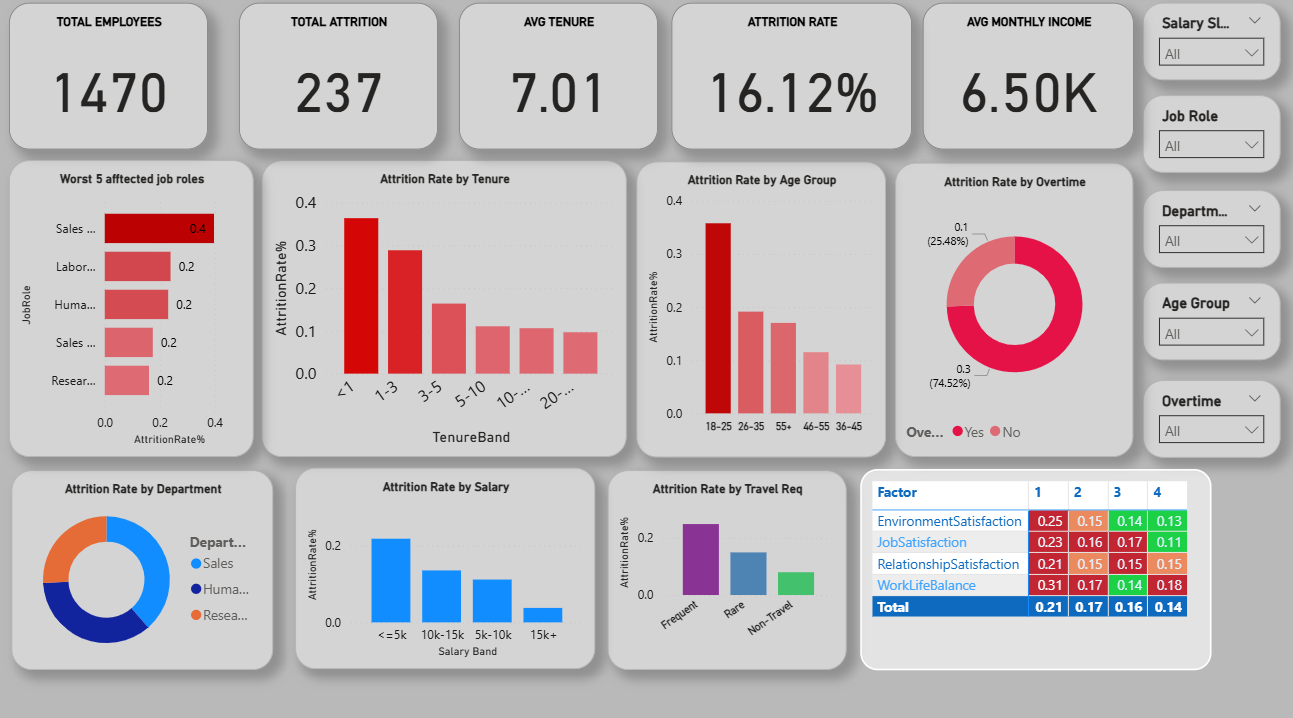 TOTAL EMPLOYEES
1470
TOTAL ATTRITION
237
AVG TENURE
7.01
ATTRITION RATE
16.12%
AVG MONTHLY INCOME
6.50K
Salary Sl...
All
Job Role
All
Departm...
All
Age Group
All
Overtime
All
Worst 5 afftected job roles
JobRole
Sales ...
0.4
Labor...
0.2
Huma...
0.2
Sales ...
0.2
Resear...
0.2
0.0 0.2 0.4
AttritionRate%
Attrition Rate by Tenure
AttritionRate%
0.4
0.3
0.2
0.1
0.0
<1 1-3 3-5 5-10 10-... 20-...
TenureBand
Attrition Rate by Age Group
AttritionRate%
0.4
0.3
0.2
0.1
0.0
18-25 26-35 55+ 46-55 36-45
Attrition Rate by Overtime
0.1
(25.48%)
0.3
(74.52%)
Ove... Yes No
Attrition Rate by Department
Depart...
Sales
Huma...
Resea...
Attrition Rate by Salary
AttritionRate%
0.2
0.0
<=5k 10k-15k 5k-10k 15k+
Salary Band
Attrition Rate by Travel Req
AttritionRate%
0.2
0.0
Frequent Rare Non-Travel
Factor 1 2 3 4
EnvironmentSatisfaction 0.25 0.15 0.14 0.13
JobSatisfaction 0.23 0.16 0.17 0.11
RelationshipSatisfaction 0.21 0.15 0.15 0.15
WorkLifeBalance 0.31 0.17 0.14 0.18
Total 0.21 0.17 0.16 0.14